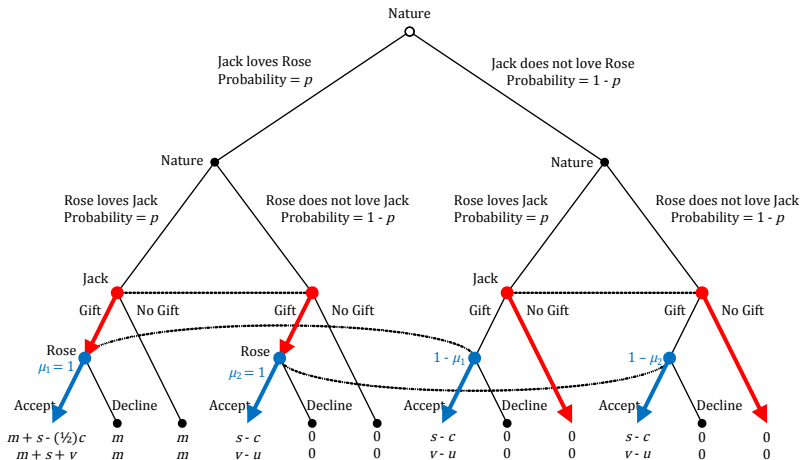 Nature
Jack loves Rose
Probability = p
Jack does not love Rose
Probability = 1 - p
Nature
Nature
Rose loves Jack
Probability = p
Rose does not love Jack
Probability = 1 - p
Rose loves Jack
Probability = p
Rose does not love Jack
Probability = 1 - p
Jack
Jack
Gift No Gift
Gift No Gift
Gift No Gift
Gift No Gift
Rose
μ₁ = 1
Rose
μ₂ = 1
1 - μ₁
1 – μ₂
Accept Decline Accept Decline Accept Decline Accept Decline
m + s - (½)c m m s - c 0 0 s - c 0 0 s - c 0 0
m + s + v m m v - u 0 0 v - u 0 0 v - u 0 0